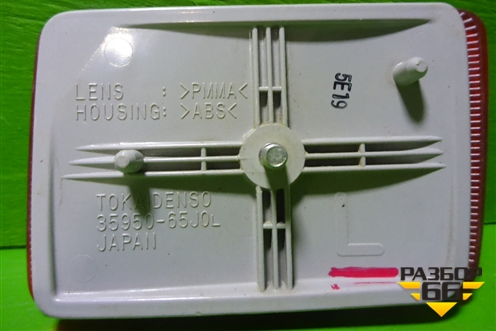 LENS : >PMMA<
HOUSING: >ABS<
5E19
TOKAIDENSO
35950-65J0L
JAPAN
L
РАЗБОР
66